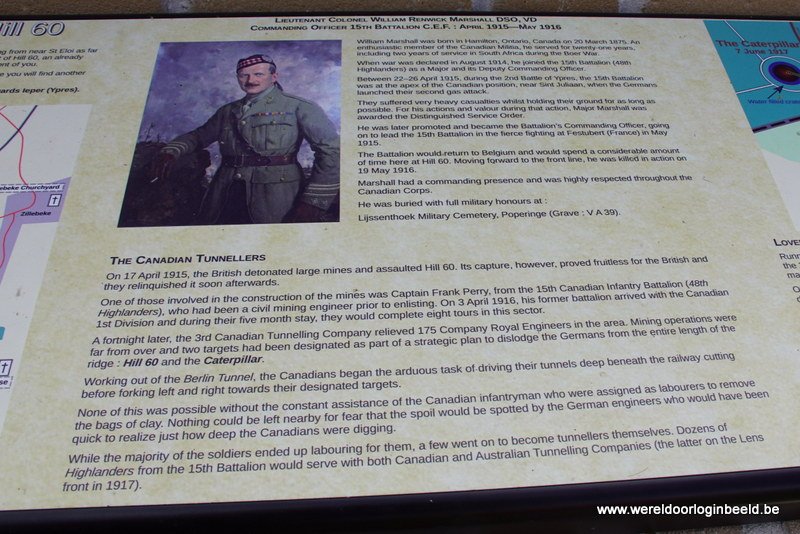 Lieutenant Colonel William Renwick Marshall DSO, VD
Commanding Officer 15th Battalion C.E.F. : April 1915—May 1916
William Marshall was born in Hamilton, Ontario, Canada on 20 March 1875. An
enthusiastic member of the Canadian Militia, he served for twenty-one years,
including two years of service in South Africa during the Boer War.
When war was declared in August 1914, he joined the 15th Battalion (48th
Highlanders) as a Major and its Deputy Commanding Officer.
Between 22–26 April 1915, during the 2nd Battle of Ypres, the 15th Battalion
was at the apex of the Canadian position, near Sint Juliaan, when the Germans
launched their second gas attack.
They suffered very heavy casualties whilst holding their ground for as long as
possible. For his actions and valour during that action, Major Marshall was
awarded the Distinguished Service Order.
He was later promoted and became the Battalion's Commanding Officer, going
on to lead the 15th Battalion in the fierce fighting at Festubert (France) in May
1915.
The Battalion would return to Belgium and would spend a considerable amount
of time here at Hill 60. Moving forward to the front line, he was killed in action on
19 May 1916.
Marshall had a commanding presence and was highly respected throughout the
Canadian Corps.
He was buried with full military honours at :
Lijssenthoek Military Cemetery, Poperinge (Grave : V A 39).
The Canadian Tunnellers
On 17 April 1915, the British detonated large mines and assaulted Hill 60. Its capture, however, proved fruitless for the British and
they relinquished it soon afterwards.
One of those involved in the construction of the mines was Captain Frank Perry, from the 15th Canadian Infantry Battalion (48th
Highlanders), who had been a civil mining engineer prior to enlisting. On 3 April 1916, his former battalion arrived with the Canadian
1st Division and during their five month stay, they would complete eight tours in this sector.
A fortnight later, the 3rd Canadian Tunnelling Company relieved 175 Company Royal Engineers in the area. Mining operations were
far from over and two targets had been designated as part of a strategic plan to dislodge the Germans from the entire length of the
ridge : Hill 60 and the Caterpillar.
Working out of the Berlin Tunnel, the Canadians began the arduous task of driving their tunnels deep beneath the railway cutting
before forking left and right towards their designated targets.
None of this was possible without the constant assistance of the Canadian infantryman who were assigned as labourers to remove
the bags of clay. Nothing could be left nearby for fear that the spoil would be spotted by the German engineers who would have been
quick to realize just how deep the Canadians were digging.
While the majority of the soldiers ended up labouring for them, a few went on to become tunnellers themselves. Dozens of
Highlanders from the 15th Battalion would serve with both Canadian and Australian Tunnelling Companies (the latter on the Lens
front in 1917).
Hill 60
from near St Eloi as far
of Hill 60, an already
of you.
you will find another
Ieper (Ypres).
Churchyard
Zillebeke
The Caterpillar
7 June 1917
Water filled
www.wereldoorloginbeeld.be